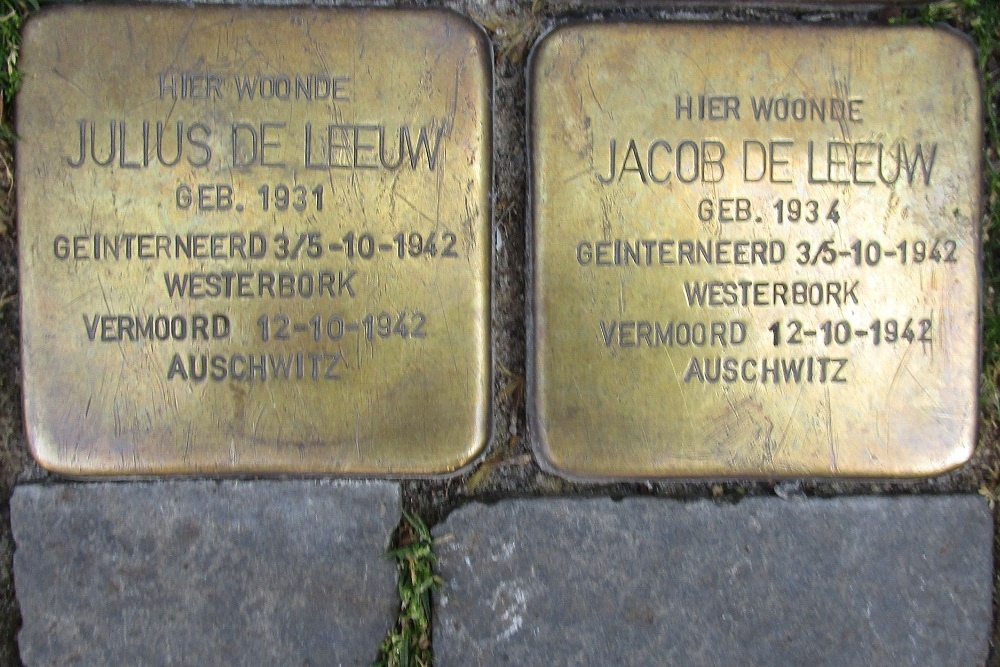 HIER WOONDE
JULIUS DE LEEUW
GEB. 1931
GEINTERNEERD 3/5-10-1942
WESTERBORK
VERMOORD 12-10-1942
AUSCHWITZ
HIER WOONDE
JACOB DE LEEUW
GEB. 1934
GEINTERNEERD 3/5-10-1942
WESTERBORK
VERMOORD 12-10-1942
AUSCHWITZ